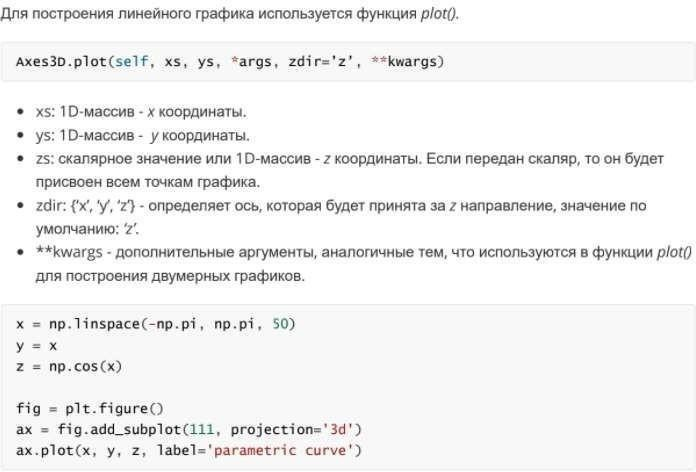 Для построения линейного графика используется функция plot().
Axes3D.plot(self, xs, ys, *args, zdir='z’, **kwargs)
• xs: 1D-массив - x координаты.
• ys: 1D-массив -  y координаты.
• zs: скалярное значение или 1D-массив - z координаты. Если передан скаляр, то он будет
присвоен всем точкам графика.
• zdir: {‘x’, ‘y’, ‘z’} - определяет ось, которая будет принята за z направление, значение по
умолчанию: ‘z’.
• **kwargs - дополнительные аргументы, аналогичные тем, что используются в функции plot()
для построения двумерных графиков.
x = np.linspace(-np.pi, np.pi, 50)
y = x
z = np.cos(x)
fig = plt.figure()
ax = fig.add_subplot(111, projection='3d')
ax.plot(x, y, z, label='parametric curve')